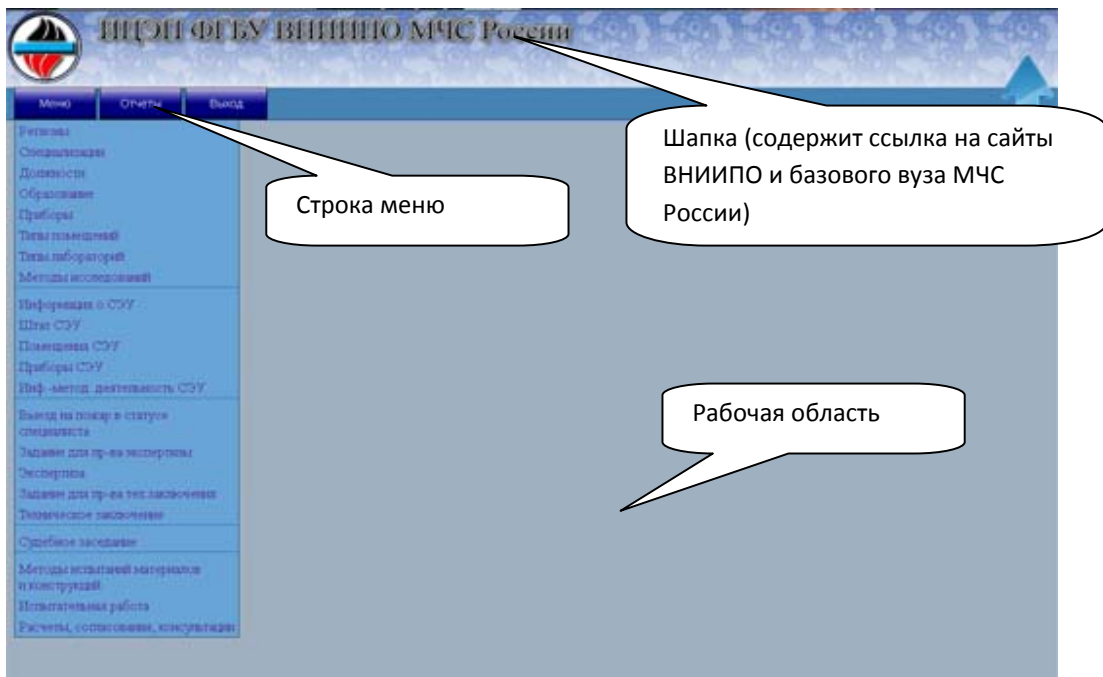 ИЦЭП ФГБУ ВНИИПО МЧС России
Меню Отчеты Выход
Регионы
Специализации
Должности
Образование
Приборы
Типы помещений
Типы лабораторий
Методы исследований
Информация о СЭУ
Штат СЭУ
Помещения СЭУ
Приборы СЭУ
Инф.-метод. деятельность СЭУ
Выезд на пожар в статусе
специалиста
Задание для пр-ва экспертизы
Экспертиза
Задание для пр-ва тех.заключения
Техническое заключение
Судебное заседание
Методы испытаний материалов
и конструкций
Испытательная работа
Расчеты, согласование, консультации
Шапка (содержит ссылка на сайты
ВНИИПО и базового вуза МЧС
России)
Строка меню
Рабочая область